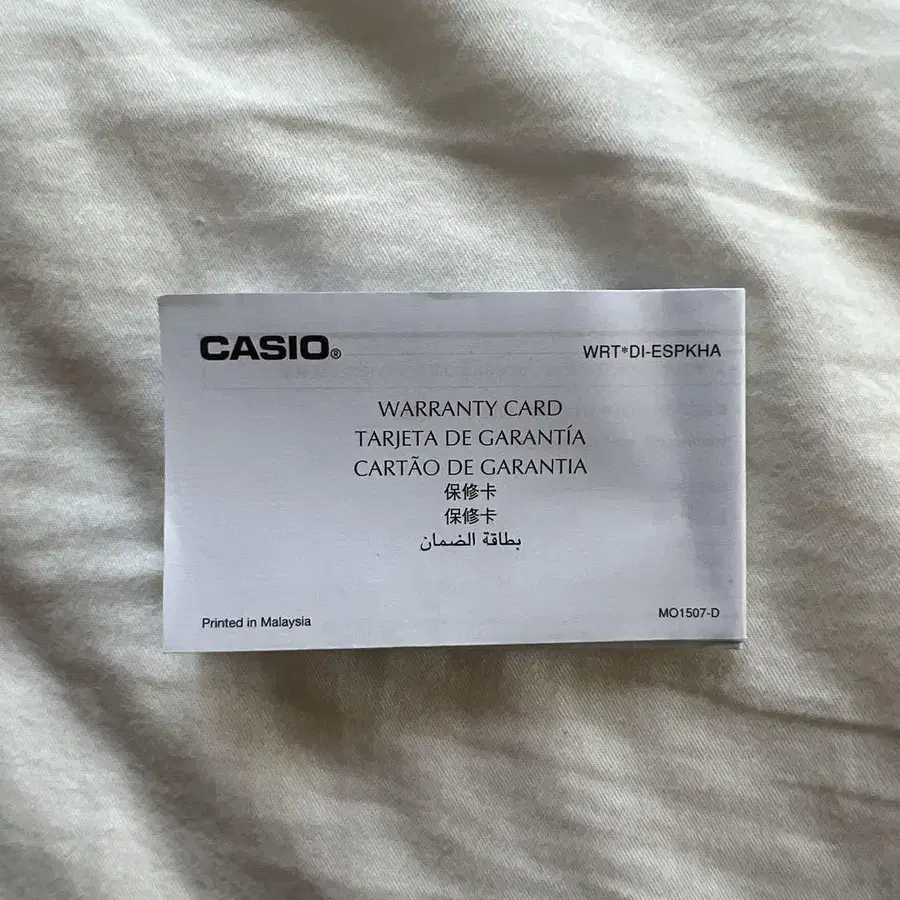 CASIO®
WRT*DI-ESPKHA
WARRANTY CARD
TARJETA DE GARANTÍA
CARTÃO DE GARANTIA
保修卡
保修卡
بطاقة الضمان
Printed in Malaysia
MO1507-D